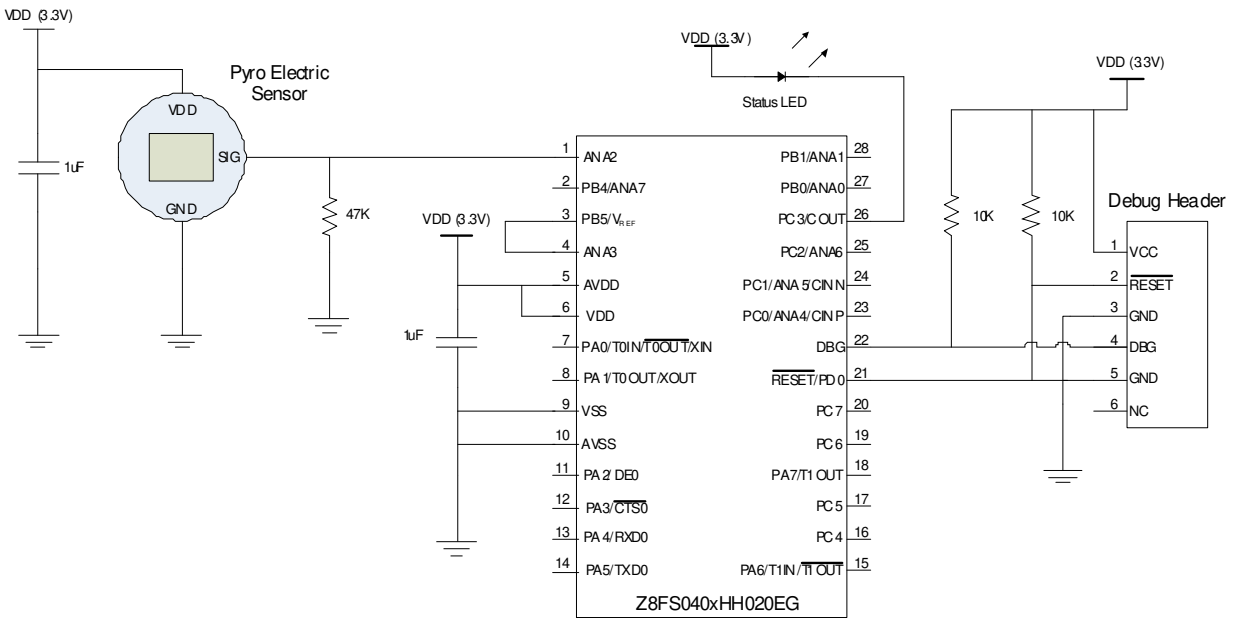 VDD (3.3V)
Pyro Electric
Sensor
VDD
SIG
GND
1uF
47K
VDD (3.3V)
1uF
VDD (3.3V)
Status LED
1 ANA2
2 PB4/ANA7
3 PB5/VREF
4 ANA3
5 AVDD
6 VDD
7 PA0/T0IN/T0OUT/XIN
8 PA1/T0OUT/XOUT
9 VSS
10 AVSS
11 PA2/DE0
12 PA3/CTS0
13 PA4/RXD0
14 PA5/TXD0
PB1/ANA1 28
PB0/ANA0 27
PC3/COUT 26
PC2/ANA6 25
PC1/ANA5/CINN 24
PC0/ANA4/CINP 23
DBG 22
RESET/PD0 21
PC7 20
PC6 19
PA7/T1OUT 18
PC5 17
PC4 16
PA6/T1IN/T1OUT 15
Z8FS040xHH020EG
VDD (33V)
10K
10K
Debug Header
1 VCC
2 RESET
3 GND
4 DBG
5 GND
6 NC